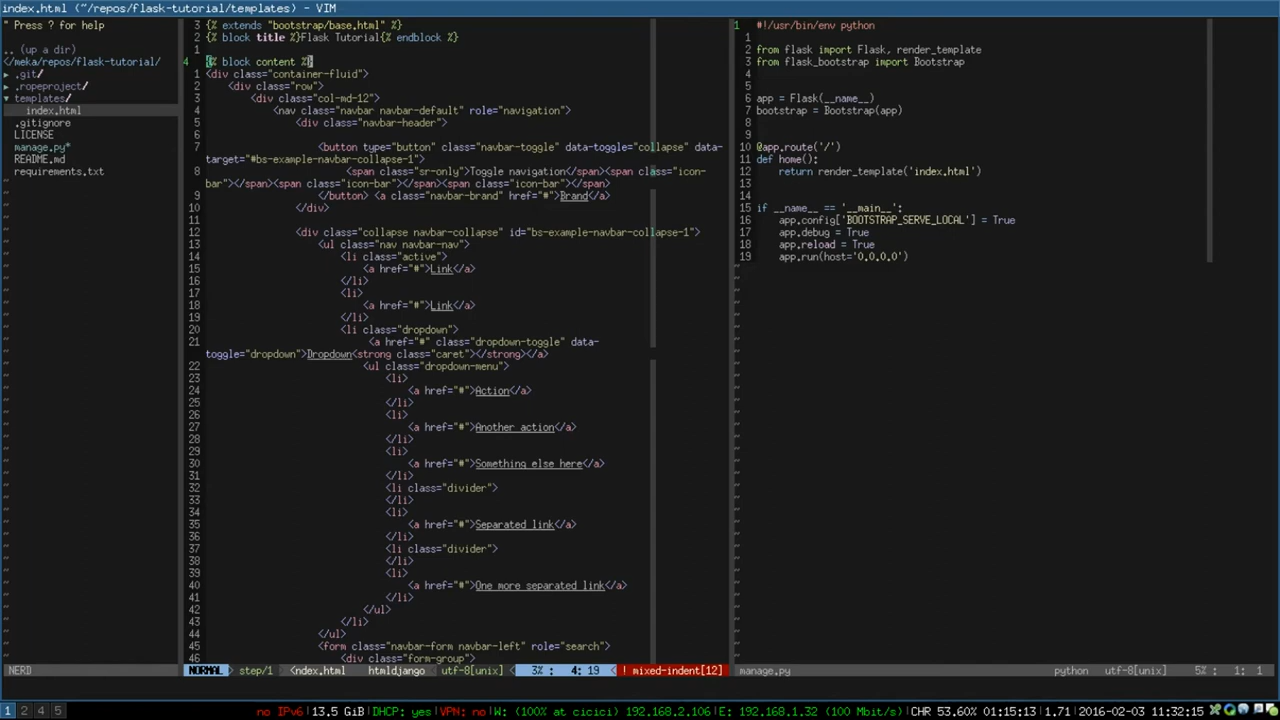 index.html (~/repos/flask-tutorial/templates) - VIM
" Press ? for help
.. (up a dir)
</meka/repos/flask-tutorial/
▸ .git/
▸ .ropeproject/
▾ templates/
index.html
.gitignore
LICENSE
manage.py*
README.md
requirements.txt
NERD
3 {% extends "bootstrap/base.html" %}
2 {% block title %}Flask Tutorial{% endblock %}
1
4 {% block content %}
1 <div class="container-fluid">
2 <div class="row">
3 <div class="col-md-12">
4 <nav class="navbar navbar-default" role="navigation">
5 <div class="navbar-header">
6
7 <button type="button" class="navbar-toggle" data-toggle="collapse" data-
target="#bs-example-navbar-collapse-1">
8 <span class="sr-only">Toggle navigation</span><span class="icon-
bar"></span><span class="icon-bar"></span><span class="icon-bar"></span>
9 </button> <a class="navbar-brand" href="#">Brand</a>
10 </div>
11
12 <div class="collapse navbar-collapse" id="bs-example-navbar-collapse-1">
13 <ul class="nav navbar-nav">
14 <li class="active">
15 <a href="#">Link</a>
16 </li>
17 <li>
18 <a href="#">Link</a>
19 </li>
20 <li class="dropdown">
21 <a href="#" class="dropdown-toggle" data-
toggle="dropdown">Dropdown<strong class="caret"></strong></a>
22 <ul class="dropdown-menu">
23 <li>
24 <a href="#">Action</a>
25 </li>
26 <li>
27 <a href="#">Another action</a>
28 </li>
29 <li>
30 <a href="#">Something else here</a>
31 </li>
32 <li class="divider">
33 </li>
34 <li>
35 <a href="#">Separated link</a>
36 </li>
37 <li class="divider">
38 </li>
39 <li>
40 <a href="#">One more separated link</a>
41 </li>
42 </ul>
43 </li>
44 </ul>
45 <form class="navbar-form navbar-left" role="search">
46 <div class="form-group">
NORMAL step/1 <ndex.html htmldjango utf-8[unix] 3% 4: 19 ! mixed-indent[12]
1 #!/usr/bin/env python
1
2 from flask import Flask, render_template
3 from flask_bootstrap import Bootstrap
4
5
6 app = Flask(__name__)
7 bootstrap = Bootstrap(app)
8
9
10 @app.route('/')
11 def home():
12 return render_template('index.html')
13
14
15 if __name__ == '__main__':
16 app.config['BOOTSTRAP_SERVE_LOCAL'] = True
17 app.debug = True
18 app.reload = True
19 app.run(host='0.0.0.0')
manage.py python utf-8[unix] 5% 1: 1
1 2 4 5 no IPv6|13.5 GiB|DHCP: yes|VPN: no|W: (100% at cicici) 192.168.2.106|E: 192.168.1.32 (100 Mbit/s)|CHR 53.60% 01:15:13|1.71|2016-02-03 11:32:15